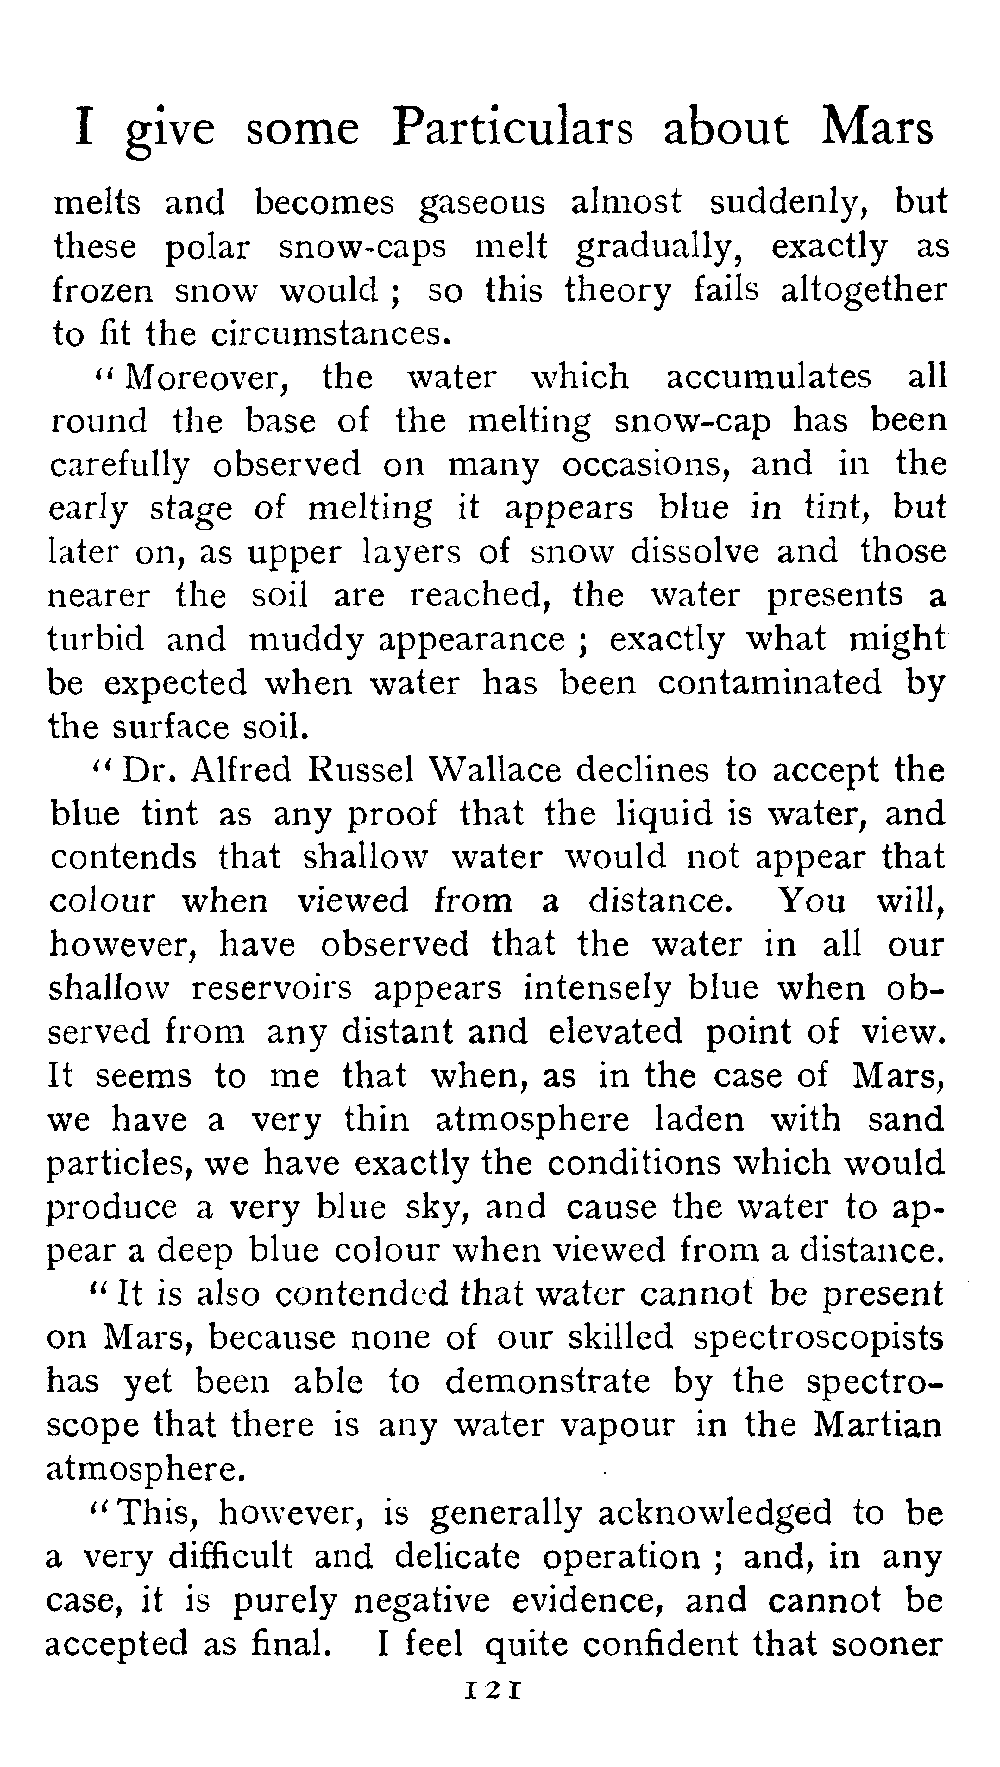 I give some Particulars about Mars
melts and becomes gaseous almost suddenly, but
these polar snow-caps melt gradually, exactly as
frozen snow would ; so this theory fails altogether
to fit the circumstances.
“ Moreover, the water which accumulates all
round the base of the melting snow-cap has been
carefully observed on many occasions, and in the
early stage of melting it appears blue in tint, but
later on, as upper layers of snow dissolve and those
nearer the soil are reached, the water presents a
turbid and muddy appearance ; exactly what might
be expected when water has been contaminated by
the surface soil.
“ Dr. Alfred Russel Wallace declines to accept the
blue tint as any proof that the liquid is water, and
contends that shallow water would not appear that
colour when viewed from a distance. You will,
however, have observed that the water in all our
shallow reservoirs appears intensely blue when ob-
served from any distant and elevated point of view.
It seems to me that when, as in the case of Mars,
we have a very thin atmosphere laden with sand
particles, we have exactly the conditions which would
produce a very blue sky, and cause the water to ap-
pear a deep blue colour when viewed from a distance.
“ It is also contended that water cannot be present
on Mars, because none of our skilled spectroscopists
has yet been able to demonstrate by the spectro-
scope that there is any water vapour in the Martian
atmosphere.
“ This, however, is generally acknowledged to be
a very difficult and delicate operation ; and, in any
case, it is purely negative evidence, and cannot be
accepted as final. I feel quite confident that sooner
121